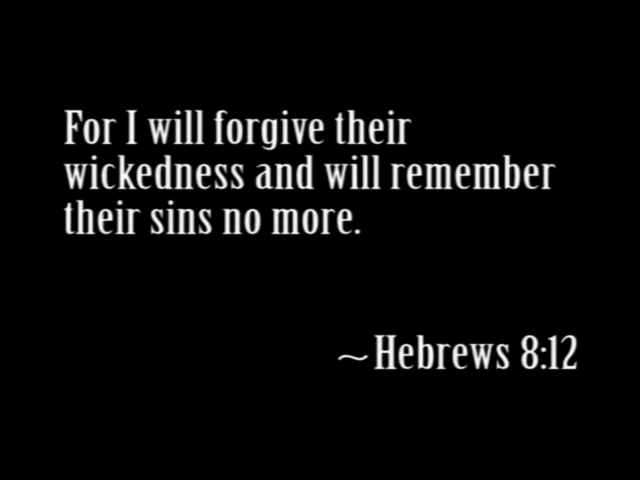 For I will forgive their
wickedness and will remember
their sins no more.
~Hebrews 8:12